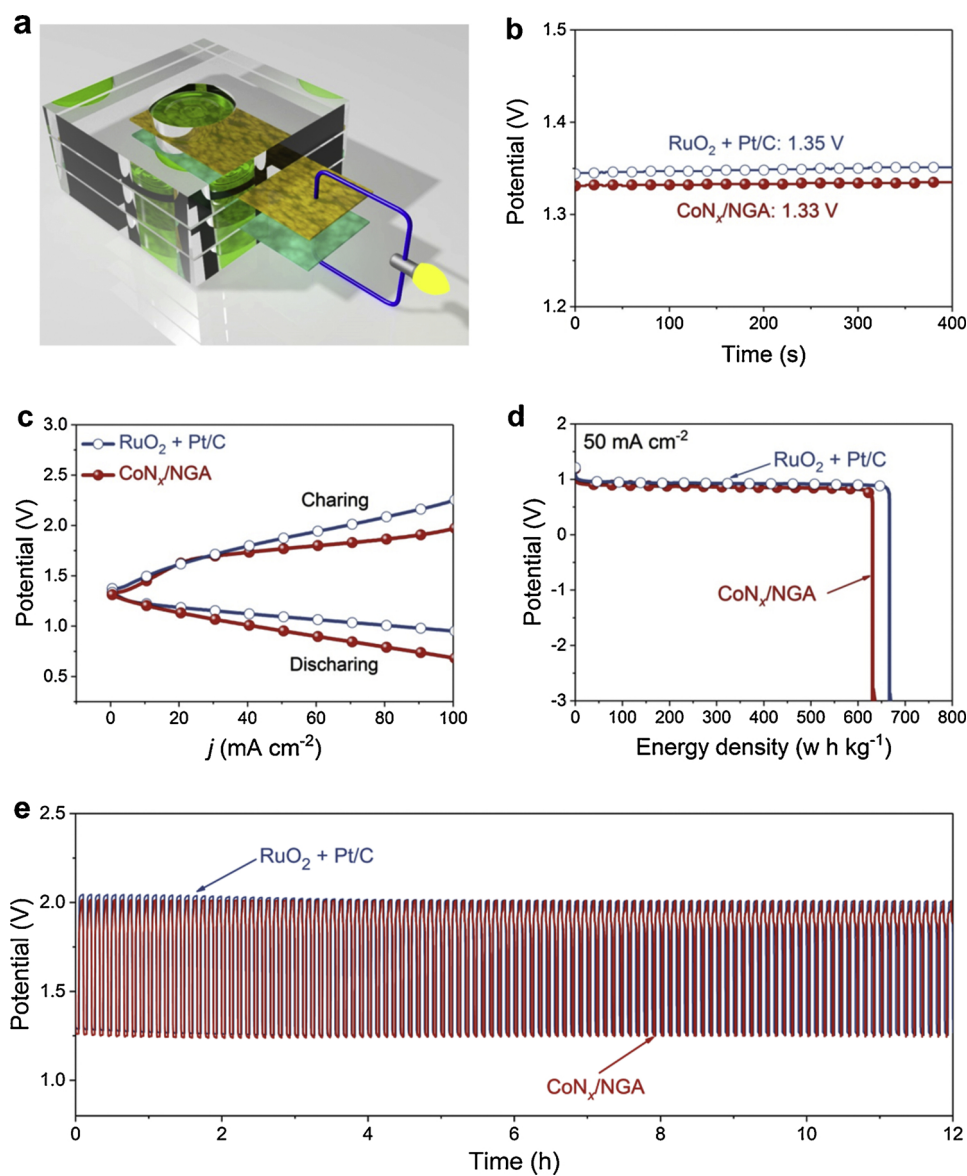 a
b
1.5
1.4
1.3
1.2
Potential (V)
RuO₂ + Pt/C: 1.35 V
CoNₓ/NGA: 1.33 V
0 100 200 300 400
Time (s)
c
3.0
2.5
2.0
1.5
1.0
0.5
Potential (V)
RuO₂ + Pt/C
CoNₓ/NGA
Charing
Discharing
0 20 40 60 80 100
j (mA cm⁻²)
d
2
1
0
-1
-2
-3
Potential (V)
50 mA cm⁻²
RuO₂ + Pt/C
CoNₓ/NGA
0 100 200 300 400 500 600 700 800
Energy density (w h kg⁻¹)
e
2.5
2.0
1.5
1.0
Potential (V)
RuO₂ + Pt/C
CoNₓ/NGA
0 2 4 6 8 10 12
Time (h)